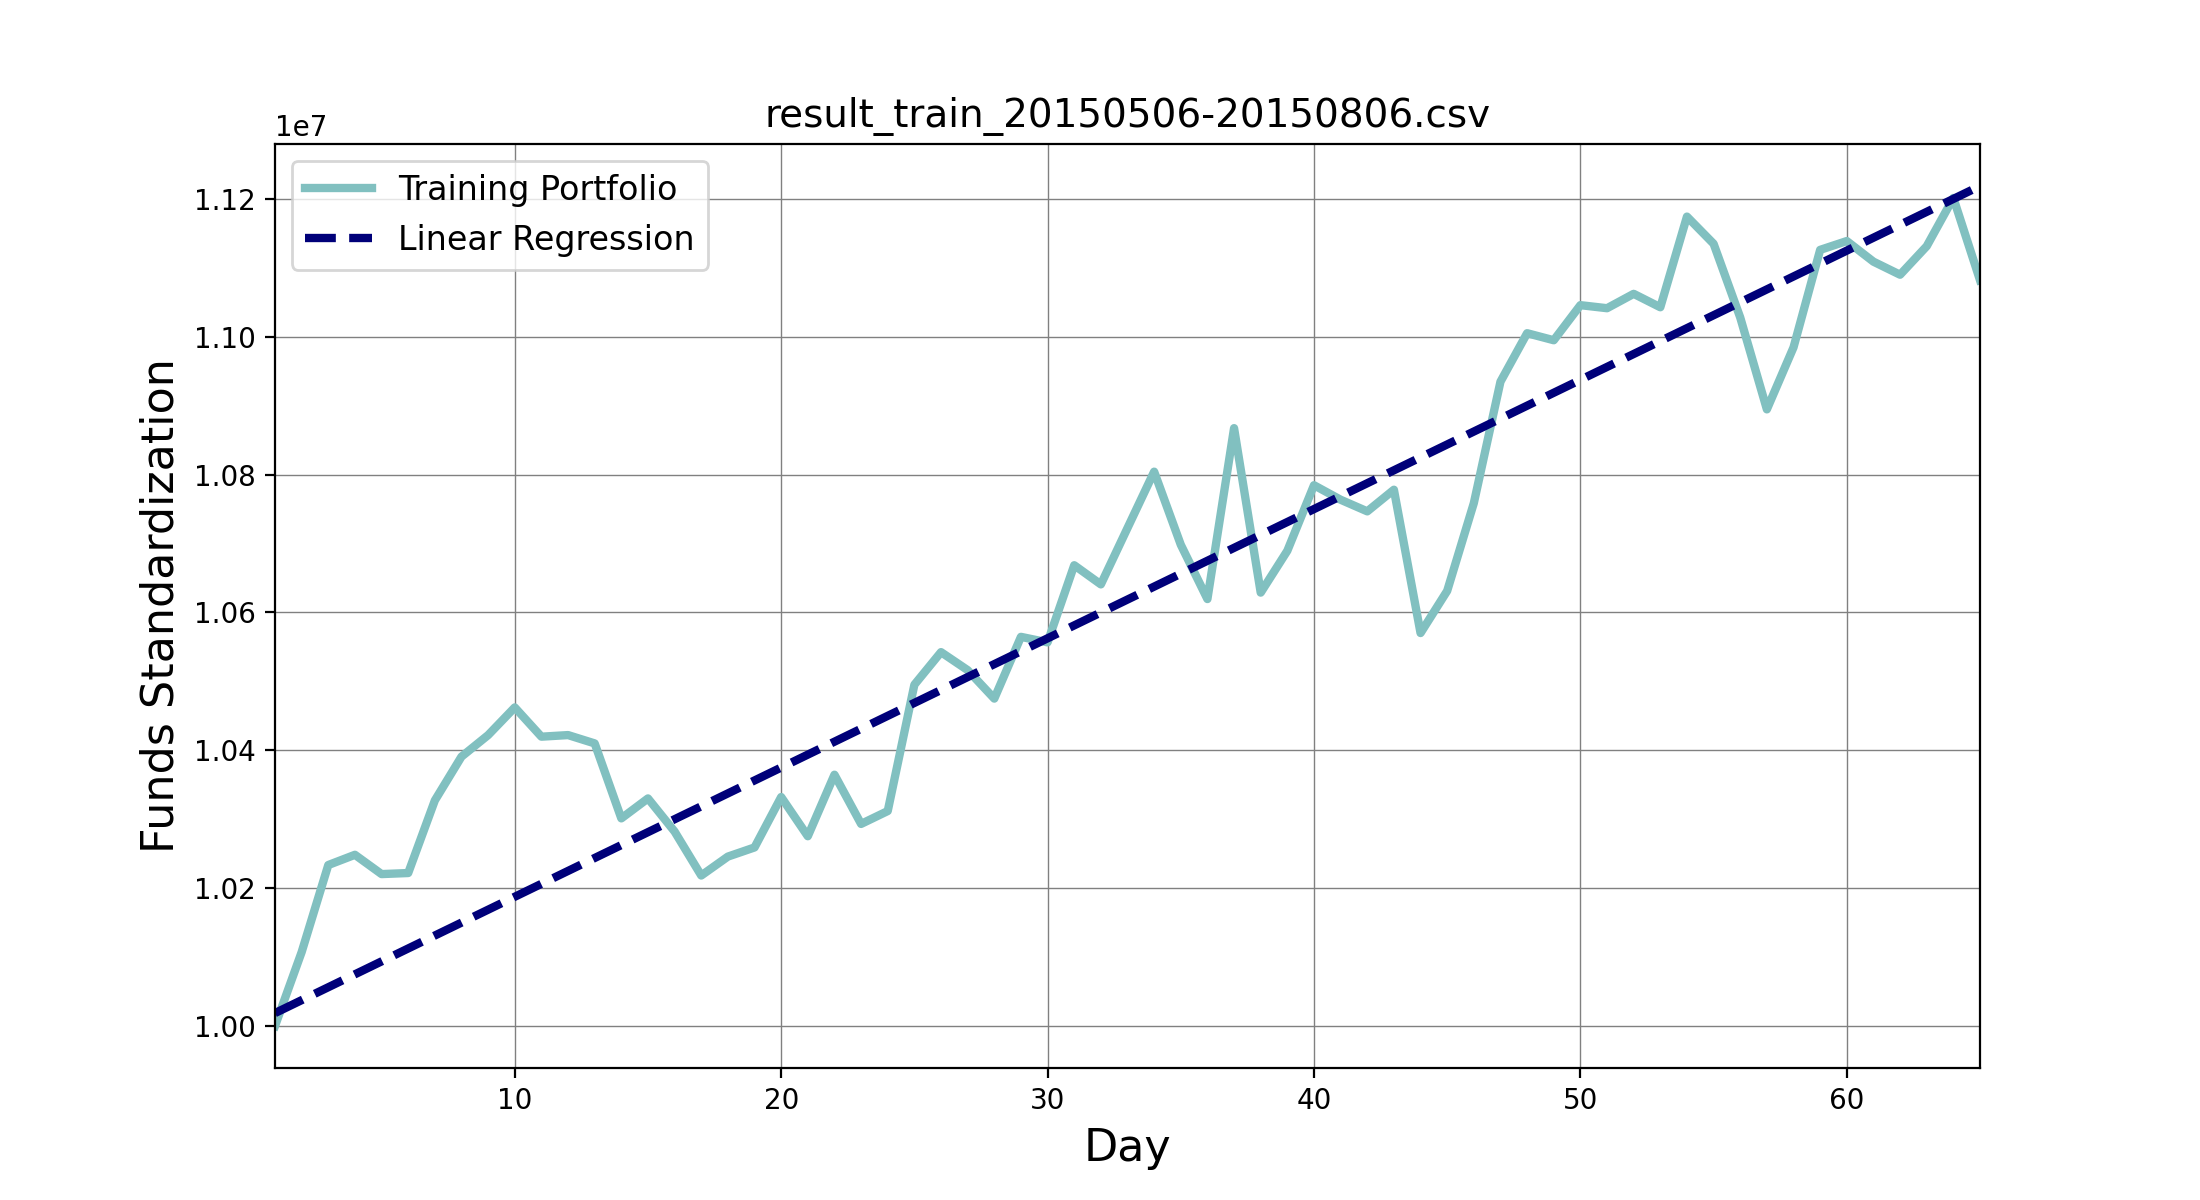 result_train_20150506-20150806.csv
1e7
Training Portfolio
Linear Regression
1.12
1.10
1.08
1.06
1.04
1.02
1.00
Funds Standardization
10 20 30 40 50 60
Day